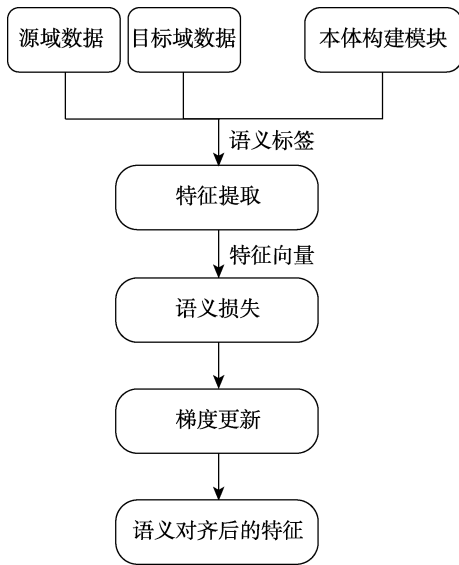 源域数据
目标域数据
本体构建模块
语义标签
特征提取
特征向量
语义损失
梯度更新
语义对齐后的特征